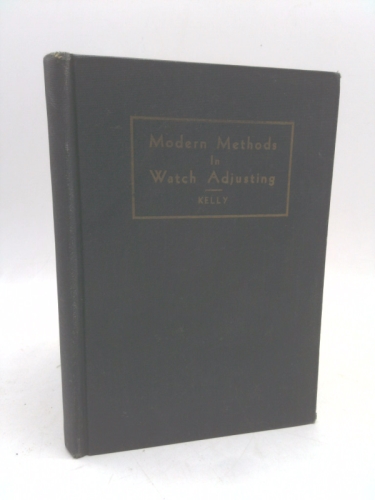 Modern Methods
In
Watch Adjusting
KELLY